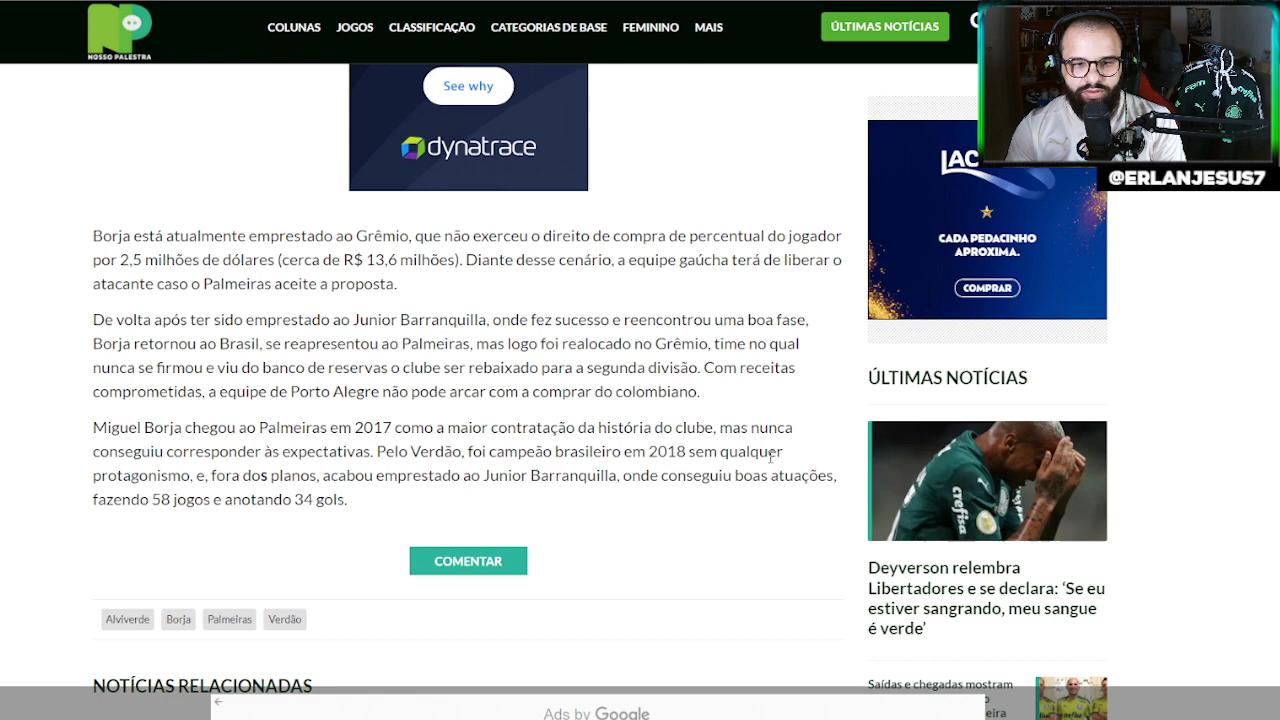 NOSSO PALESTRA
COLUNAS JOGOS CLASSIFICAÇÃO CATEGORIAS DE BASE FEMININO MAIS
ÚLTIMAS NOTÍCIAS
@ERLANJESUS7
See why
dynatrace
LAC
CADA PEDACINHO
APROXIMA.
COMPRAR
Borja está atualmente emprestado ao Grêmio, que não exerceu o direito de compra de percentual do jogador
por 2,5 milhões de dólares (cerca de R$ 13,6 milhões). Diante desse cenário, a equipe gaúcha terá de liberar o
atacante caso o Palmeiras aceite a proposta.
De volta após ter sido emprestado ao Junior Barranquilla, onde fez sucesso e reencontrou uma boa fase,
Borja retornou ao Brasil, se reapresentou ao Palmeiras, mas logo foi realocado no Grêmio, time no qual
nunca se firmou e viu do banco de reservas o clube ser rebaixado para a segunda divisão. Com receitas
comprometidas, a equipe de Porto Alegre não pode arcar com a comprar do colombiano.
Miguel Borja chegou ao Palmeiras em 2017 como a maior contratação da história do clube, mas nunca
conseguiu corresponder às expectativas. Pelo Verdão, foi campeão brasileiro em 2018 sem qualquer
protagonismo, e, fora dos planos, acabou emprestado ao Junior Barranquilla, onde conseguiu boas atuações,
fazendo 58 jogos e anotando 34 gols.
COMENTAR
Alviverde Borja Palmeiras Verdão
NOTÍCIAS RELACIONADAS
ÚLTIMAS NOTÍCIAS
crefisa
Deyverson relembra
Libertadores e se declara: ‘Se eu
estiver sangrando, meu sangue
é verde’
Saídas e chegadas mostram
Ads by Google